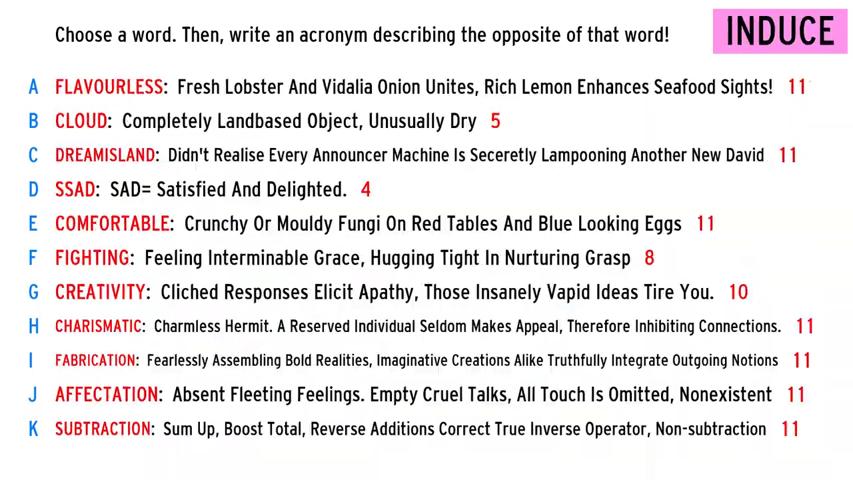 Choose a word. Then, write an acronym describing the opposite of that word!
INDUCE
A FLAVOURLESS: Fresh Lobster And Vidalia Onion Unites, Rich Lemon Enhances Seafood Sights! 11
B CLOUD: Completely Landbased Object, Unusually Dry 5
C DREAMISLAND: Didn't Realise Every Announcer Machine Is Seceretly Lampooning Another New David 11
D SSAD: SAD= Satisfied And Delighted. 4
E COMFORTABLE: Crunchy Or Mouldy Fungi On Red Tables And Blue Looking Eggs 11
F FIGHTING: Feeling Interminable Grace, Hugging Tight In Nurturing Grasp 8
G CREATIVITY: Cliched Responses Elicit Apathy, Those Insanely Vapid Ideas Tire You. 10
H CHARISMATIC: Charmless Hermit. A Reserved Individual Seldom Makes Appeal, Therefore Inhibiting Connections. 11
I FABRICATION: Fearlessly Assembling Bold Realities, Imaginative Creations Alike Truthfully Integrate Outgoing Notions 11
J AFFECTATION: Absent Fleeting Feelings. Empty Cruel Talks, All Touch Is Omitted, Nonexistent 11
K SUBTRACTION: Sum Up, Boost Total, Reverse Additions Correct True Inverse Operator, Non-subtraction 11